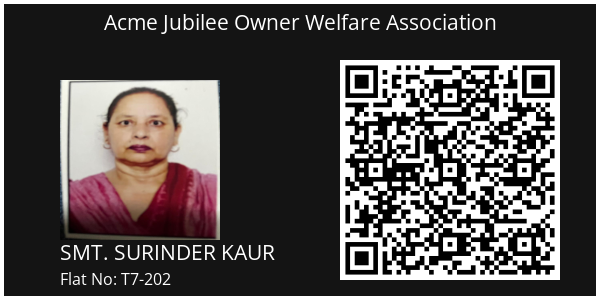 Acme Jubilee Owner Welfare Association
SMT. SURINDER KAUR
Flat No: T7-202